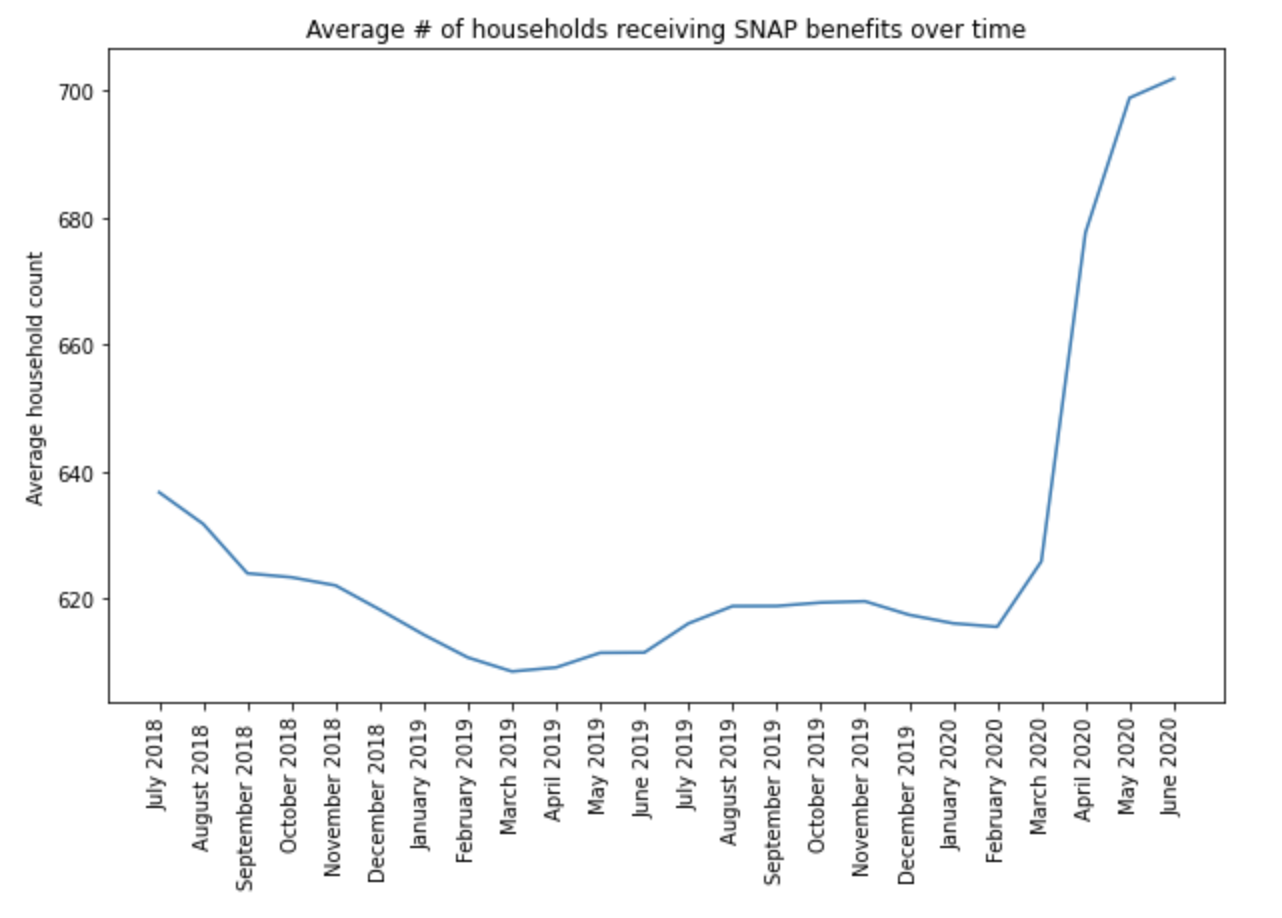 Average # of households receiving SNAP benefits over time
Average household count
700
680
660
640
620
July 2018
August 2018
September 2018
October 2018
November 2018
December 2018
January 2019
February 2019
March 2019
April 2019
May 2019
June 2019
July 2019
August 2019
September 2019
October 2019
November 2019
December 2019
January 2020
February 2020
March 2020
April 2020
May 2020
June 2020